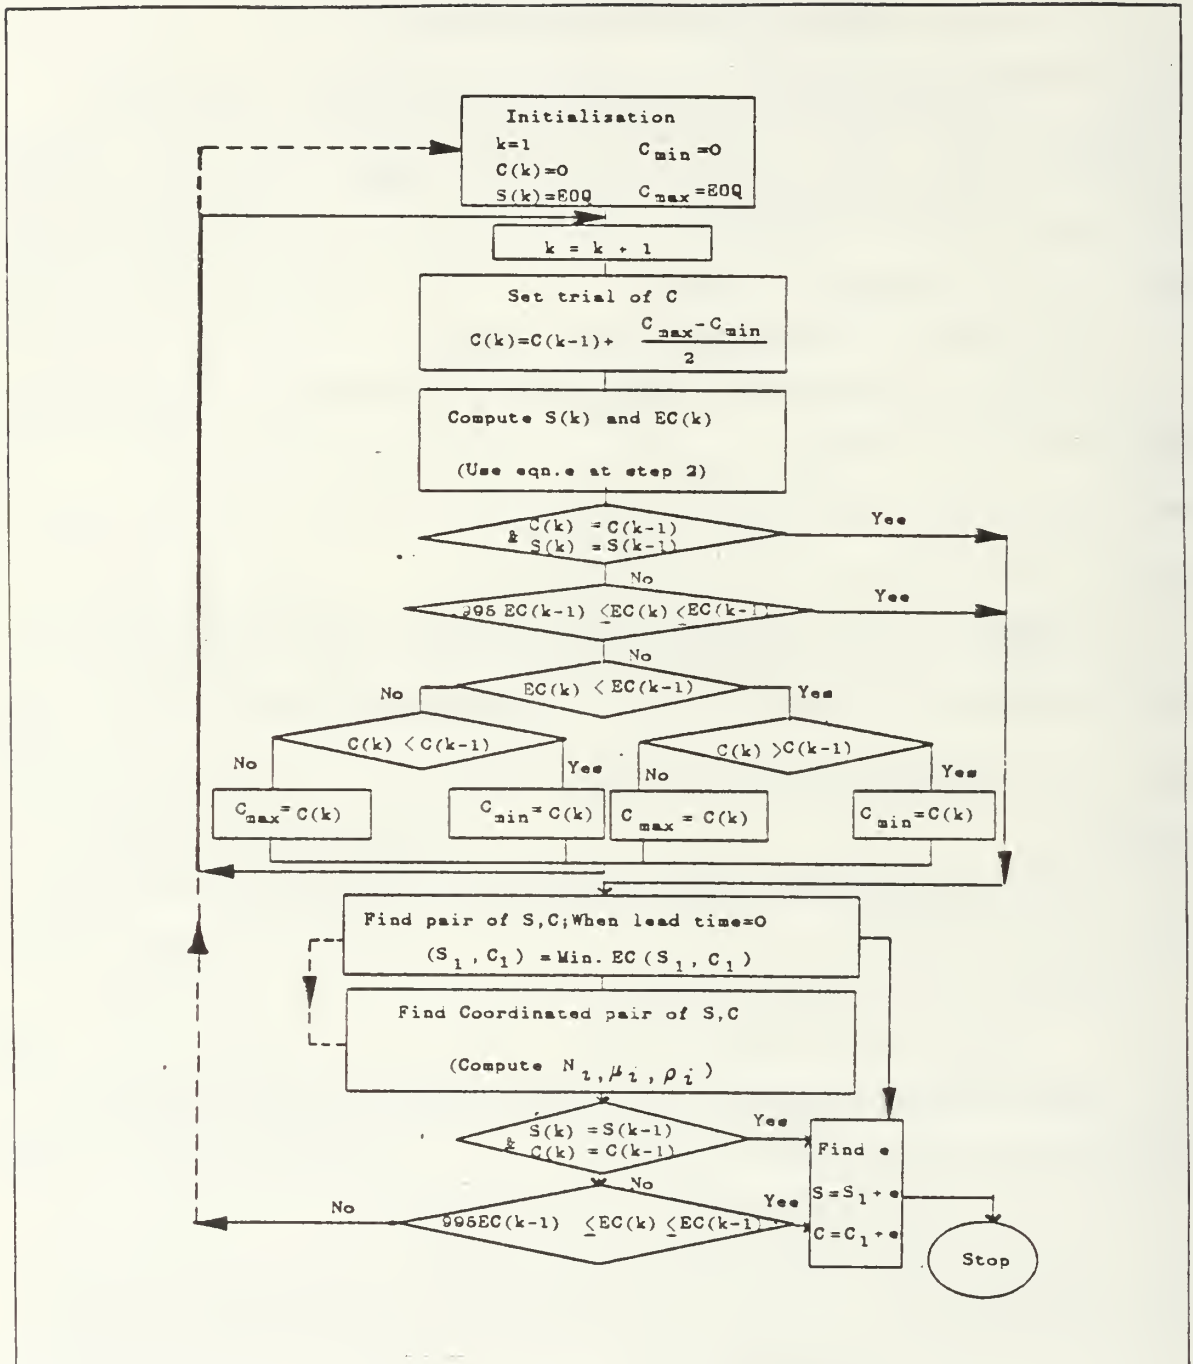 Initialization
k=1 C min =0
C(k)=0
S(k)=EOQ C max =EOQ
k = k + 1
Set trial of C
C(k)=C(k-1)+ C max - C min
2
Compute S(k) and EC(k)
(Use eqn.s at step 2)
C(k) = C(k-1) Yes
& S(k) = S(k-1)
No
995 EC(k-1) ≤ EC(k) ≤ EC(k-1) Yes
No
No EC(k) < EC(k-1) Yes
C(k) < C(k-1) C(k) > C(k-1)
No Yes No Yes
C max = C(k) C min = C(k) C max = C(k) C min = C(k)
Find pair of S,C;When lead time=0
(S 1 , C 1 ) = Min. EC (S 1 , C 1 )
Find Coordinated pair of S,C
(Compute N i , μ i , ρ i )
S(k) = S(k-1) Yes
& C(k) = C(k-1)
No
No 995EC(k-1) ≤ EC(k) ≤ EC(k-1) Yes
Find s
S = S 1 + s
C = C 1 + s
Stop